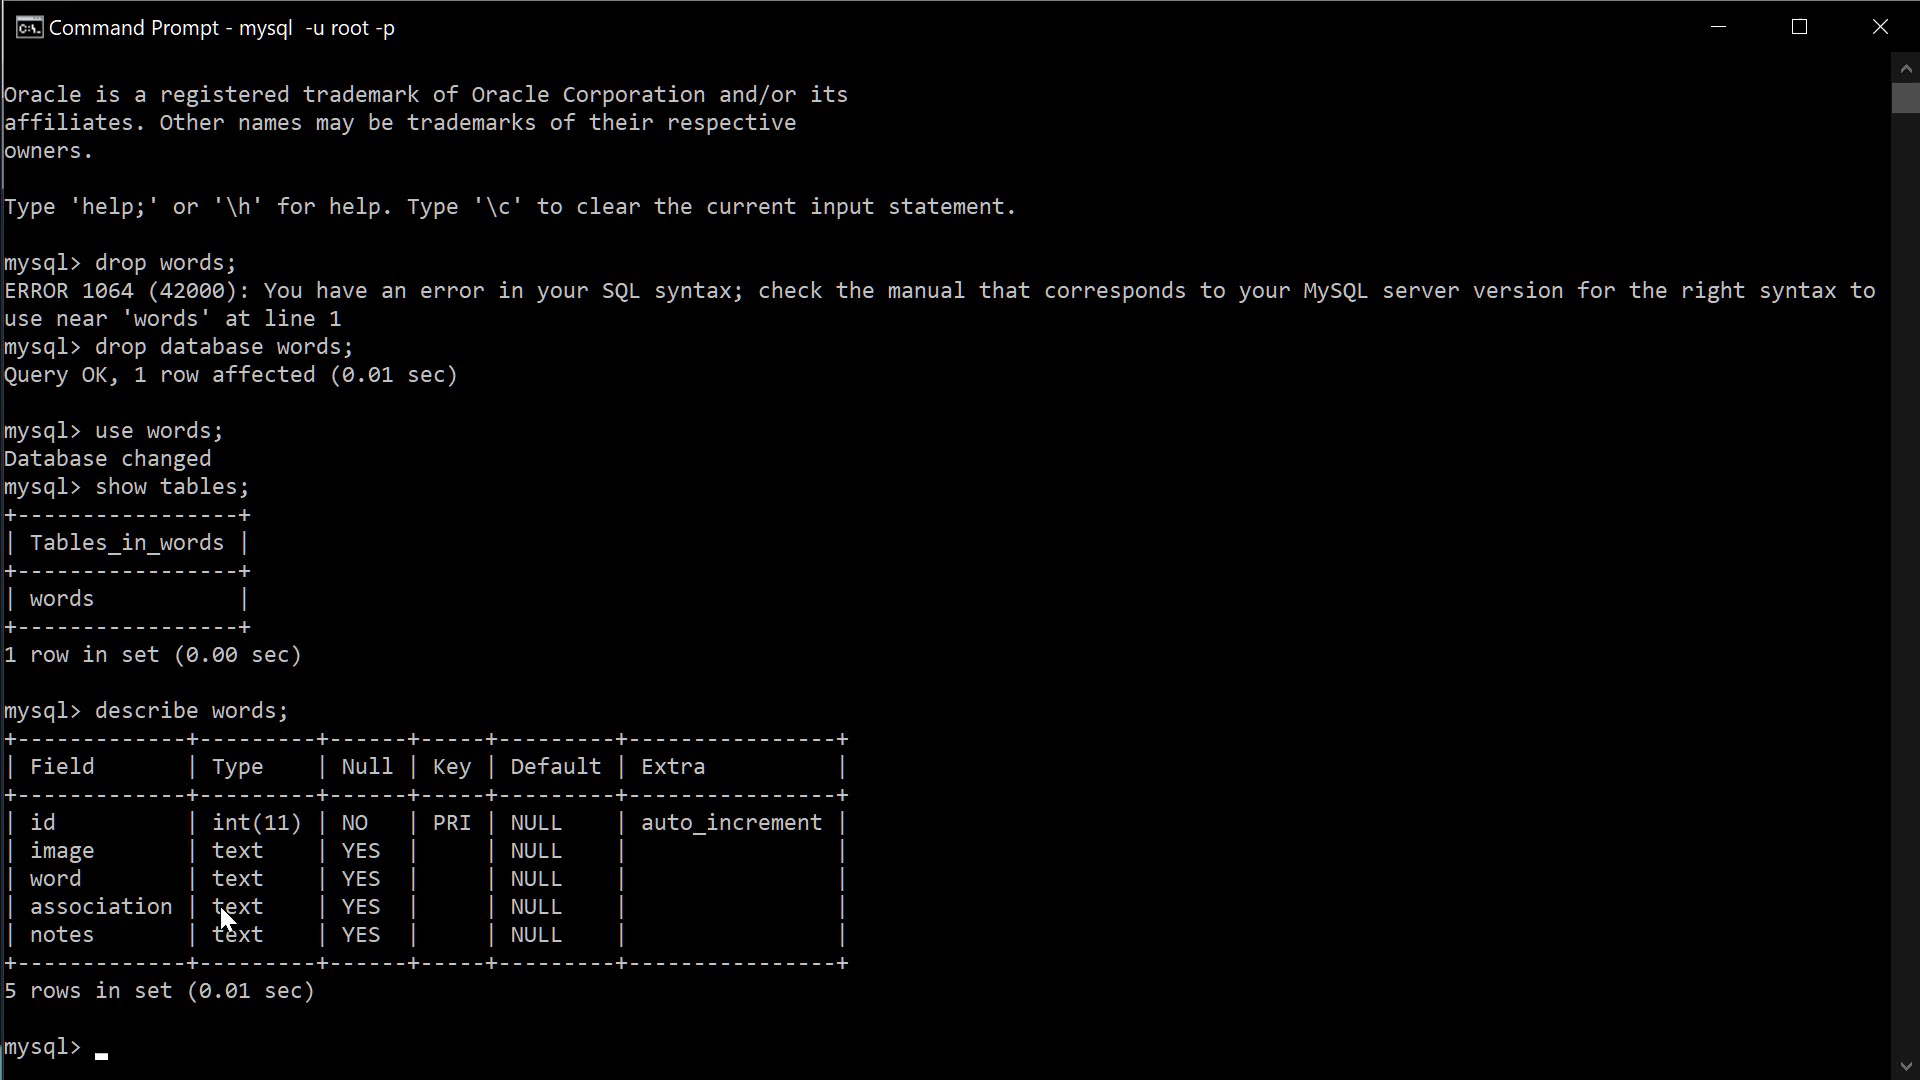 Command Prompt - mysql  -u root -p
Oracle is a registered trademark of Oracle Corporation and/or its
affiliates. Other names may be trademarks of their respective
owners.
Type 'help;' or '\h' for help. Type '\c' to clear the current input statement.
mysql> drop words;
ERROR 1064 (42000): You have an error in your SQL syntax; check the manual that corresponds to your MySQL server version for the right syntax to
use near 'words' at line 1
mysql> drop database words;
Query OK, 1 row affected (0.01 sec)
mysql> use words;
Database changed
mysql> show tables;
+-----------------+
| Tables_in_words |
+-----------------+
| words           |
+-----------------+
1 row in set (0.00 sec)
mysql> describe words;
+-------------+---------+------+-----+---------+----------------+
| Field       | Type    | Null | Key | Default | Extra          |
+-------------+---------+------+-----+---------+----------------+
| id          | int(11) | NO   | PRI | NULL    | auto_increment |
| image       | text    | YES  |     | NULL    |                |
| word        | text    | YES  |     | NULL    |                |
| association | text    | YES  |     | NULL    |                |
| notes       | text    | YES  |     | NULL    |                |
+-------------+---------+------+-----+---------+----------------+
5 rows in set (0.01 sec)
mysql> _